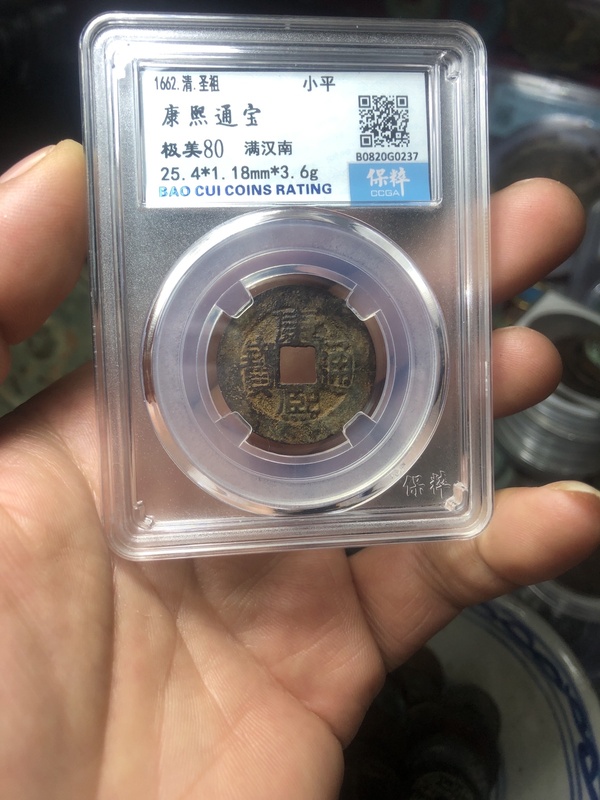 1662.清.圣祖 小平
康熙通宝
极美80 满汉南
B0820G0237
25.4*1.18mm*3.6g
保粹
CCGA
BAO CUI COINS RATING
康熙通寶
保粹